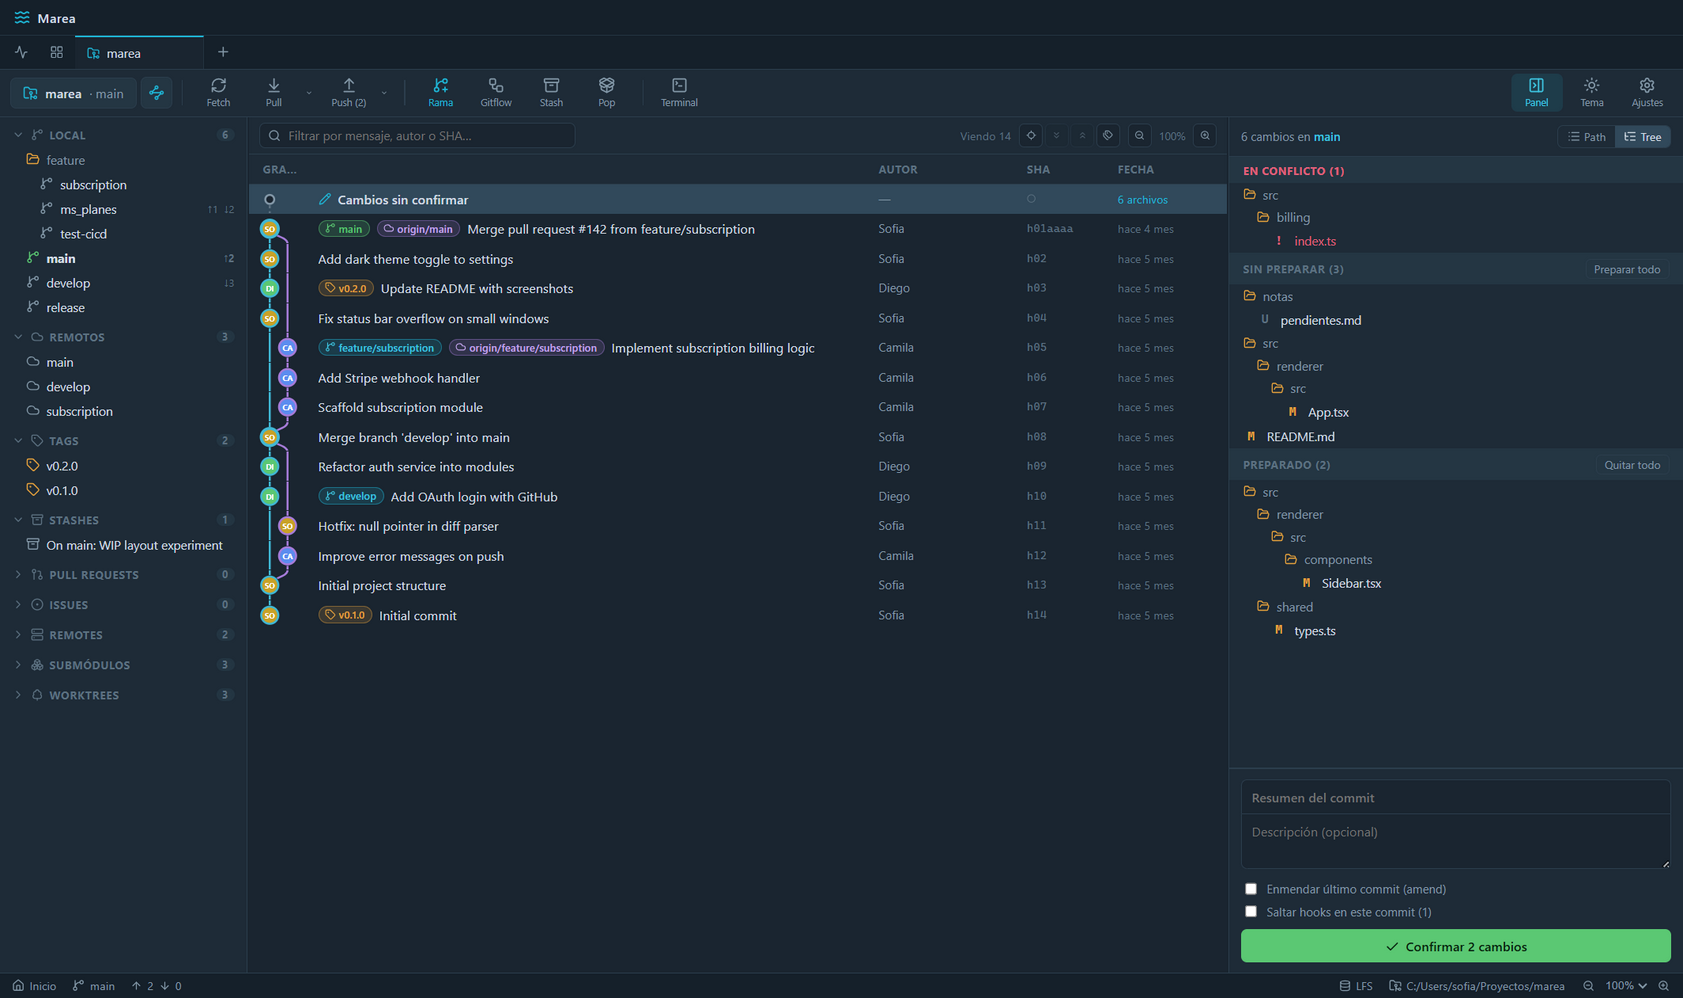 Marea
marea
marea · main
Fetch
Pull
Push (2)
Rama
Gitflow
Stash
Pop
Terminal
Panel
Tema
Ajustes
LOCAL 6
feature
subscription
ms_planes ↑1 ↓2
test-cicd
main ↑2
develop ↓3
release
REMOTOS 3
main
develop
subscription
TAGS 2
v0.2.0
v0.1.0
STASHES 1
On main: WIP layout experiment
PULL REQUESTS 0
ISSUES 0
REMOTES 2
SUBMÓDULOS 3
WORKTREES 3
Filtrar por mensaje, autor o SHA...
Viendo 14
100%
GRA... AUTOR SHA FECHA
Cambios sin confirmar — 6 archivos
SO main origin/main Merge pull request #142 from feature/subscription Sofia h01aaaa hace 4 mes
SO Add dark theme toggle to settings Sofia h02 hace 5 mes
DI v0.2.0 Update README with screenshots Diego h03 hace 5 mes
SO Fix status bar overflow on small windows Sofia h04 hace 5 mes
CA feature/subscription origin/feature/subscription Implement subscription billing logic Camila h05 hace 5 mes
CA Add Stripe webhook handler Camila h06 hace 5 mes
CA Scaffold subscription module Camila h07 hace 5 mes
SO Merge branch 'develop' into main Sofia h08 hace 5 mes
DI Refactor auth service into modules Diego h09 hace 5 mes
DI develop Add OAuth login with GitHub Diego h10 hace 5 mes
SO Hotfix: null pointer in diff parser Sofia h11 hace 5 mes
CA Improve error messages on push Camila h12 hace 5 mes
SO Initial project structure Sofia h13 hace 5 mes
SO v0.1.0 Initial commit Sofia h14 hace 5 mes
6 cambios en main
Path Tree
EN CONFLICTO (1)
src
billing
! index.ts
SIN PREPARAR (3) Preparar todo
notas
U pendientes.md
src
renderer
src
M App.tsx
M README.md
PREPARADO (2) Quitar todo
src
renderer
src
components
M Sidebar.tsx
shared
M types.ts
Resumen del commit
Descripción (opcional)
Enmendar último commit (amend)
Saltar hooks en este commit (1)
Confirmar 2 cambios
Inicio main ↑ 2 ↓ 0
LFS C:/Users/sofia/Proyectos/marea 100%